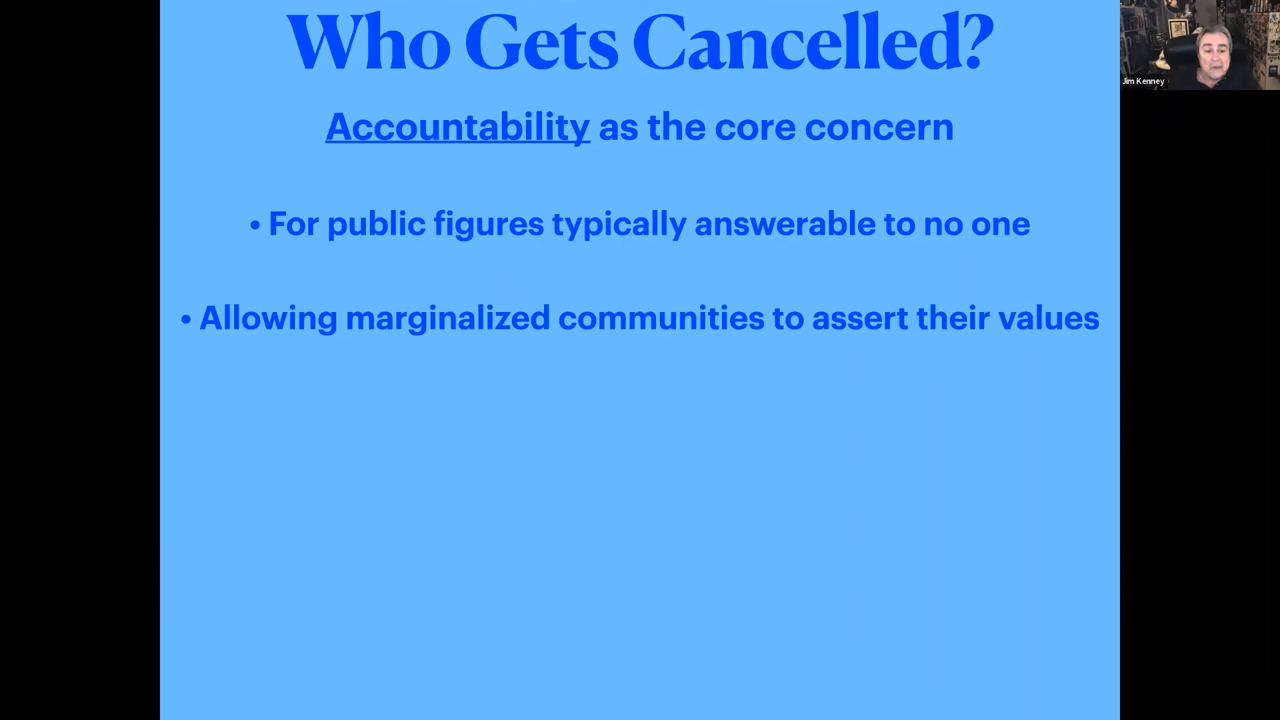 Who Gets Cancelled?
Accountability as the core concern
• For public figures typically answerable to no one
• Allowing marginalized communities to assert their values
Jim Kenney